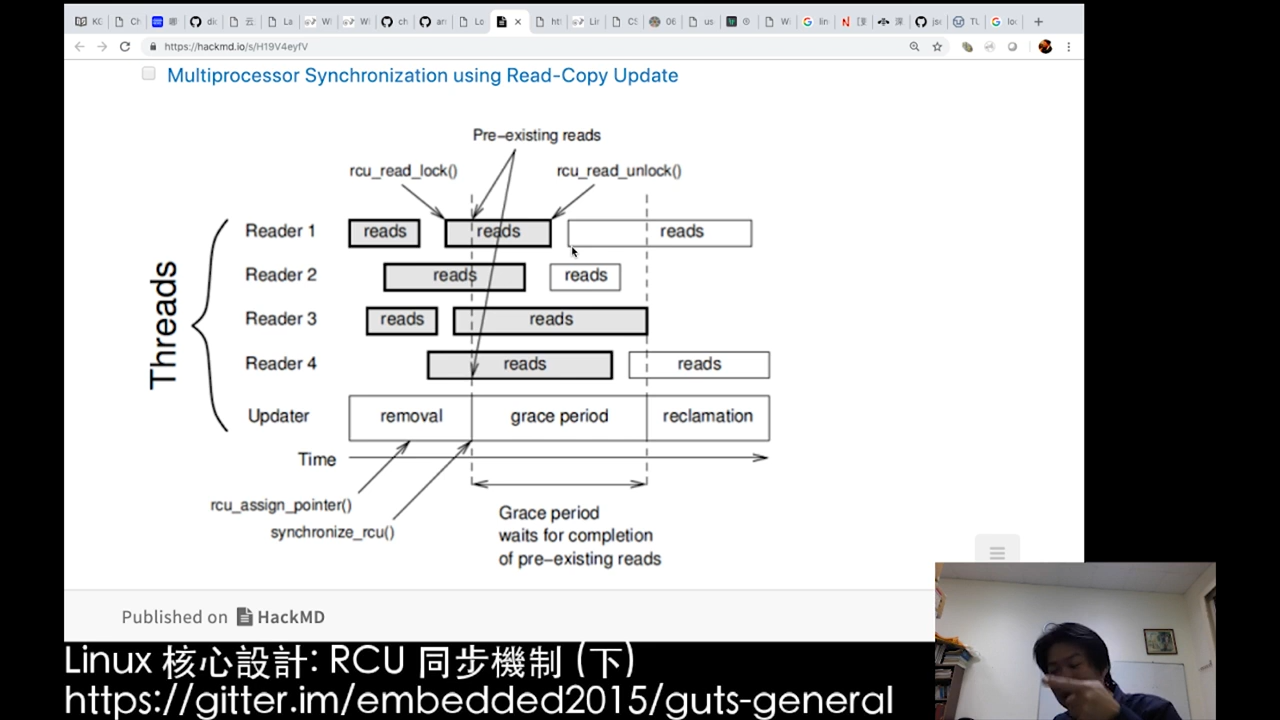 https://hackmd.io/s/H19V4eyfV
Multiprocessor Synchronization using Read-Copy Update
Pre-existing reads
rcu_read_lock()
rcu_read_unlock()
Threads
Reader 1
reads
reads
reads
Reader 2
reads
reads
Reader 3
reads
reads
Reader 4
reads
reads
Updater
removal
grace period
reclamation
Time
rcu_assign_pointer()
synchronize_rcu()
Grace period
waits for completion
of pre-existing reads
Published on HackMD
Linux 核心設計: RCU 同步機制 (下)
https://gitter.im/embedded2015/guts-general